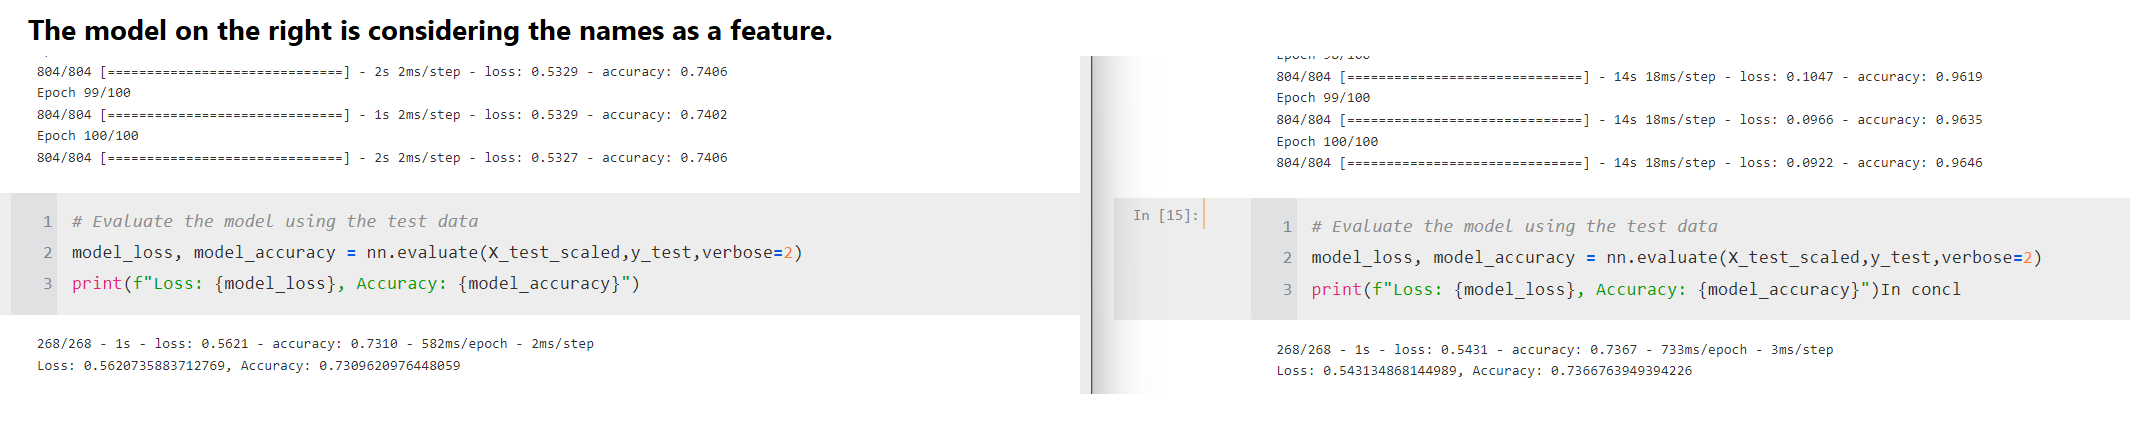 The model on the right is considering the names as a feature.
804/804 [==============================] - 2s 2ms/step - loss: 0.5329 - accuracy: 0.7406
Epoch 99/100
804/804 [==============================] - 1s 2ms/step - loss: 0.5329 - accuracy: 0.7402
Epoch 100/100
804/804 [==============================] - 2s 2ms/step - loss: 0.5327 - accuracy: 0.7406
1 # Evaluate the model using the test data
2 model_loss, model_accuracy = nn.evaluate(X_test_scaled,y_test,verbose=2)
3 print(f"Loss: {model_loss}, Accuracy: {model_accuracy}")
268/268 - 1s - loss: 0.5621 - accuracy: 0.7310 - 582ms/epoch - 2ms/step
Loss: 0.5620735883712769, Accuracy: 0.7309620976448059
Epoch 98/100
804/804 [==============================] - 14s 18ms/step - loss: 0.1047 - accuracy: 0.9619
Epoch 99/100
804/804 [==============================] - 14s 18ms/step - loss: 0.0966 - accuracy: 0.9635
Epoch 100/100
804/804 [==============================] - 14s 18ms/step - loss: 0.0922 - accuracy: 0.9646
In [15]:
1 # Evaluate the model using the test data
2 model_loss, model_accuracy = nn.evaluate(X_test_scaled,y_test,verbose=2)
3 print(f"Loss: {model_loss}, Accuracy: {model_accuracy}")In concl
268/268 - 1s - loss: 0.5431 - accuracy: 0.7367 - 733ms/epoch - 3ms/step
Loss: 0.543134868144989, Accuracy: 0.7366763949394226